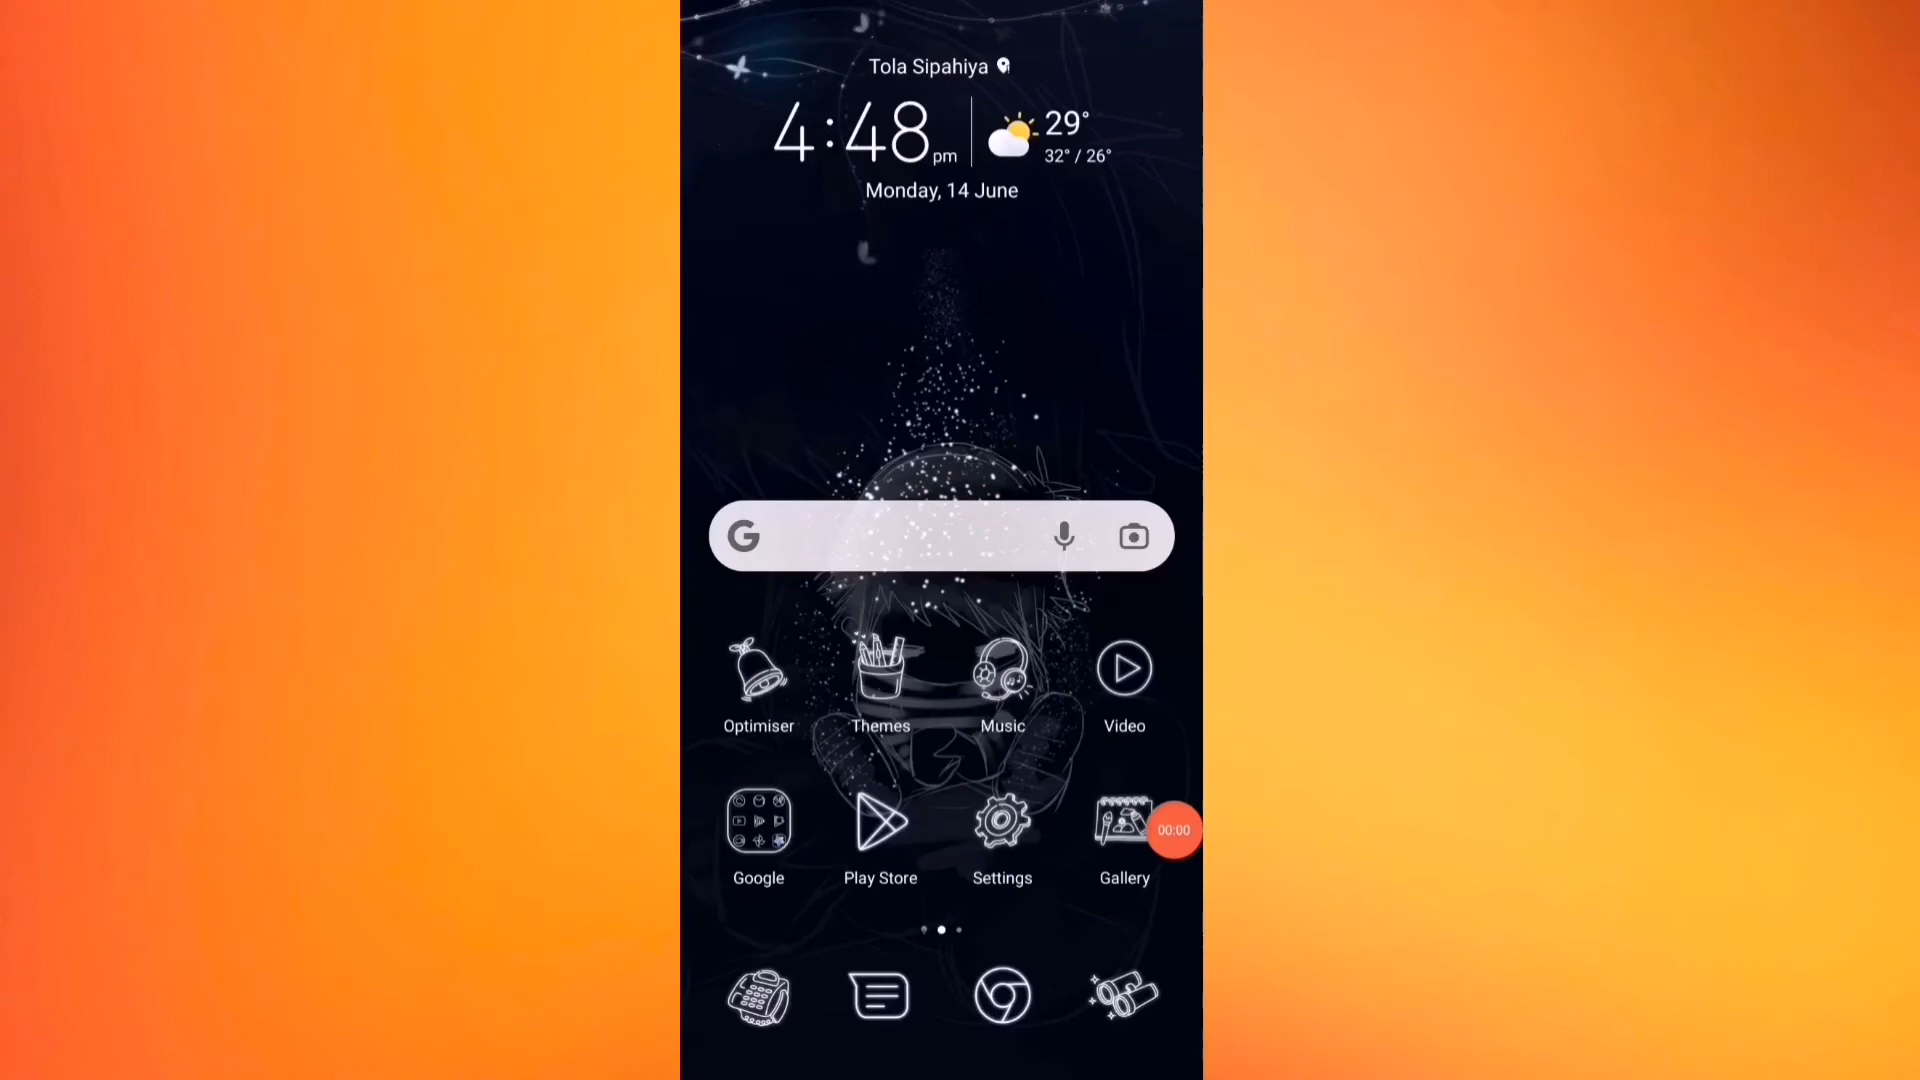 Tola Sipahiya
4:48 pm
29°
32° / 26°
Monday, 14 June
G
Optimiser
Themes
Music
Video
Google
Play Store
Settings
Gallery
00:00